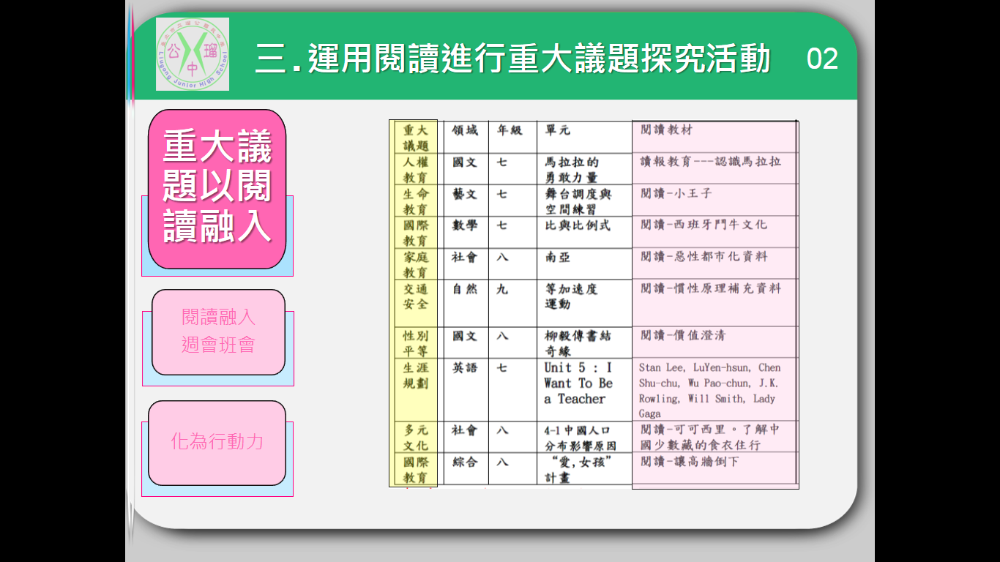 三.運用閱讀進行重大議題探究活動 02
公 瑠
中
Liugong Junior High School
重大議
題以閱
讀融入
閱讀融入
週會班會
化為行動力
重大
議題 領域 年級 單元 閱讀教材
人權
教育 國文 七 馬拉拉的
勇敢力量 讀報教育---認識馬拉拉
生命
教育 藝文 七 舞台調度與
空間練習 閱讀-小王子
國際
教育 數學 七 比與比例式 閱讀-西班牙鬥牛文化
家庭
教育 社會 八 南亞 閱讀-惡性都市化資料
交通
安全 自然 九 等加速度
運動 閱讀-慣性原理補充資料
性別
平等 國文 八 柳毅傳書結
奇緣 閱讀-價值澄清
生涯
規劃 英語 七 Unit 5 : I
Want To Be
a Teacher Stan Lee, LuYen-hsun, Chen
Shu-chu, Wu Pao-chun, J.K.
Rowling, Will Smith, Lady
Gaga
多元
文化 社會 八 4-1中國人口
分布影響原因 閱讀-可可西里。了解中
國少數藏的食衣住行
國際
教育 綜合 八 “愛,女孩”
計畫 閱讀-讓高牆倒下